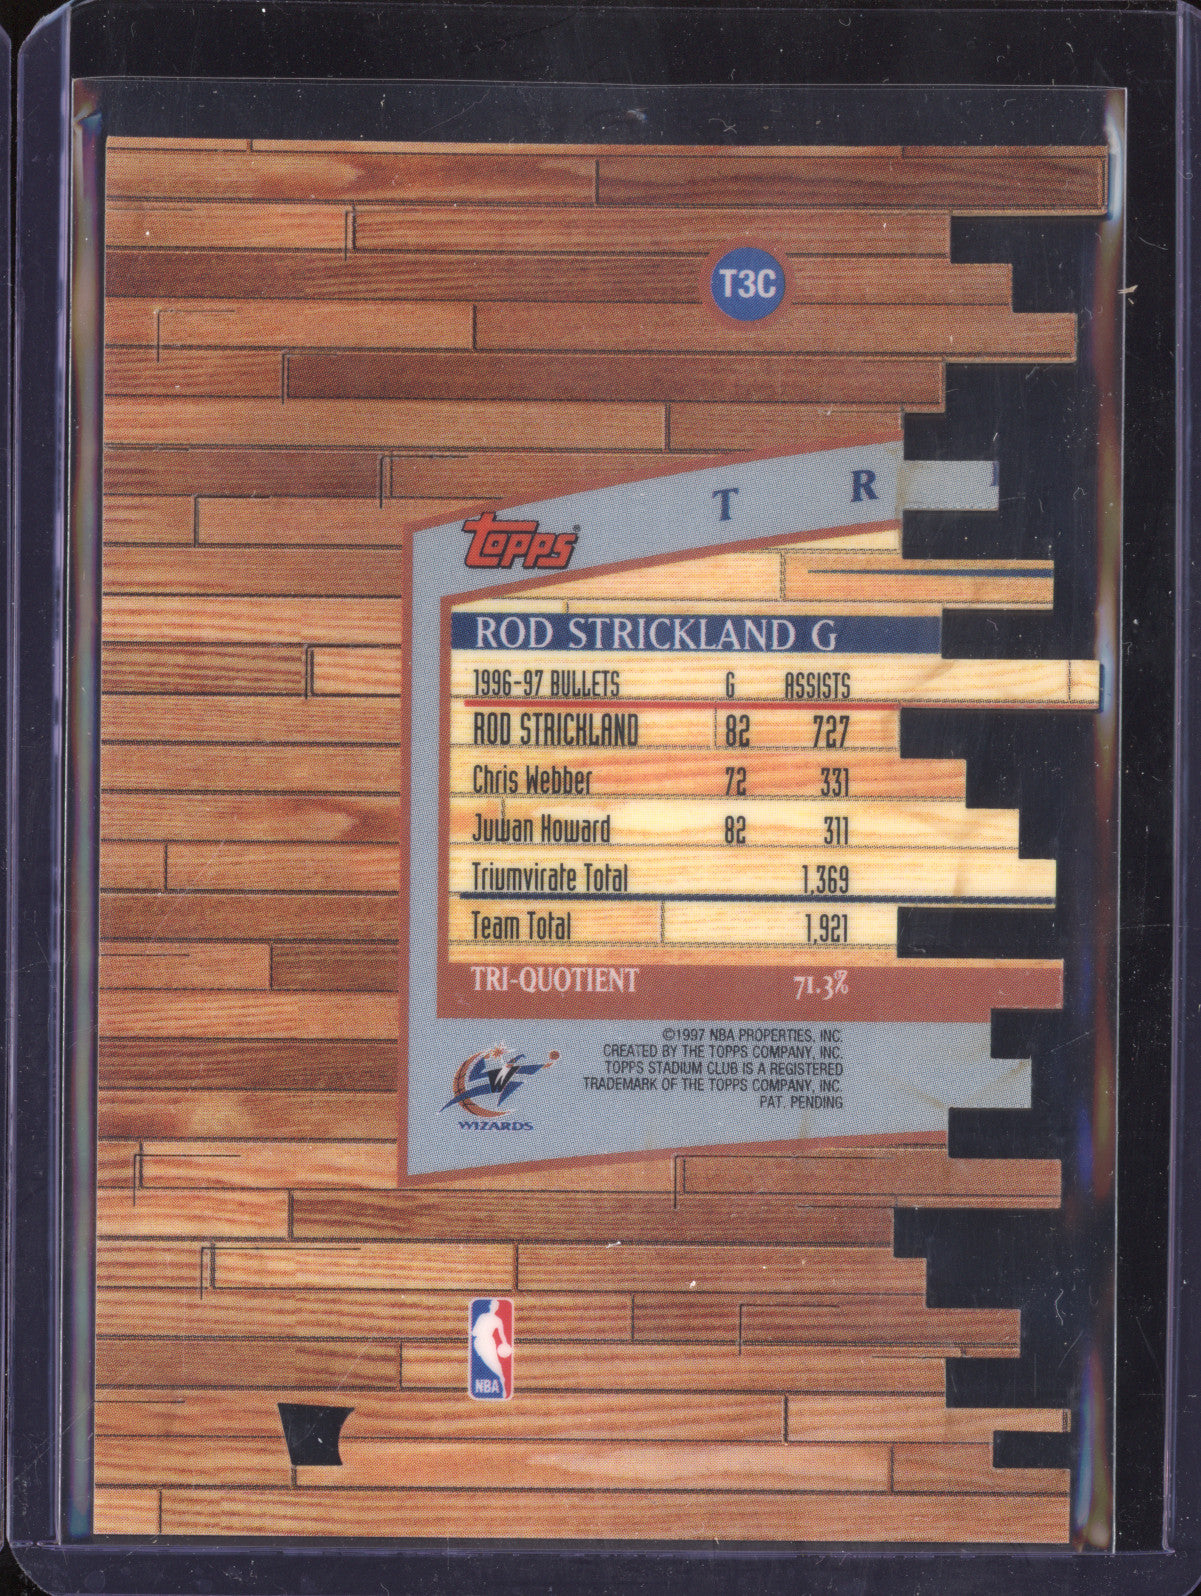 T3C
T R I
Topps®
ROD STRICKLAND G
1996-97 BULLETS G ASSISTS
ROD STRICKLAND 82 727
Chris Webber 72 331
Juwan Howard 82 311
Triumvirate Total 1,369
Team Total 1,921
TRI-QUOTIENT 71.3%
©1997 NBA PROPERTIES, INC.
CREATED BY THE TOPPS COMPANY, INC.
TOPPS STADIUM CLUB IS A REGISTERED
TRADEMARK OF THE TOPPS COMPANY, INC.
PAT. PENDING
WIZARDS
NBA